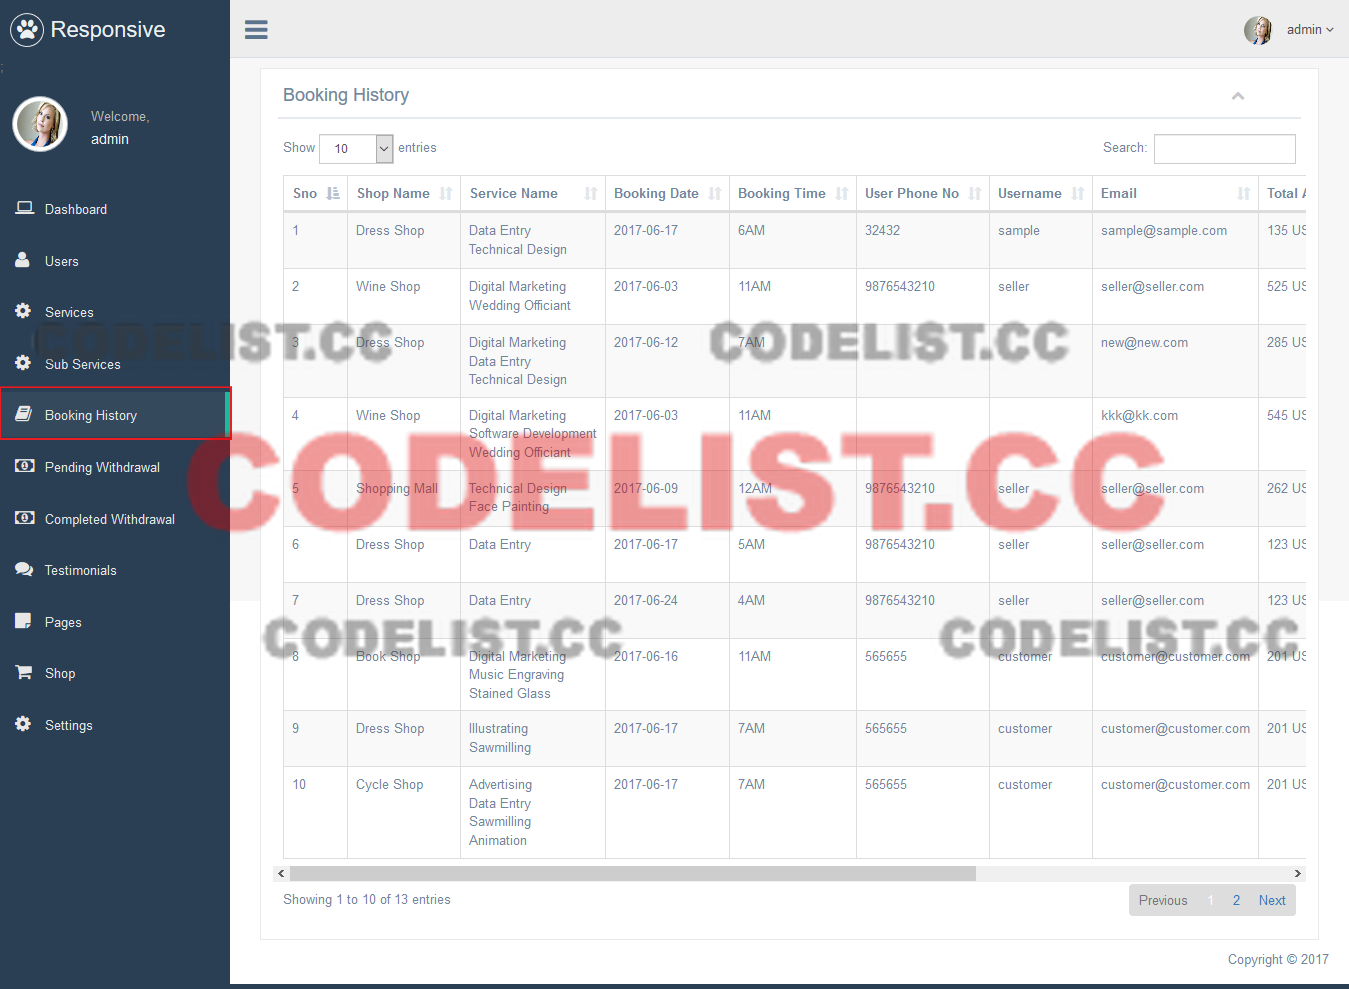 Responsive
admin
;
Welcome,
admin
Dashboard
Users
Services
Sub Services
Booking History
Pending Withdrawal
Completed Withdrawal
Testimonials
Pages
Shop
Settings
Booking History
Show 10 entries
Search:
Sno Shop Name Service Name Booking Date Booking Time User Phone No Username Email Total A
1 Dress Shop Data Entry 2017-06-17 6AM 32432 sample sample@sample.com 135 US
Technical Design
2 Wine Shop Digital Marketing 2017-06-03 11AM 9876543210 seller seller@seller.com 525 US
Wedding Officiant
CODELIST.CC CODELIST.CC
3 Dress Shop Digital Marketing 2017-06-12 7AM new@new.com 285 US
Data Entry
Technical Design
4 Wine Shop Digital Marketing 2017-06-03 11AM kkk@kk.com 545 US
Software Development
Wedding Officiant
CODELIST.CC
5 Shopping Mall Technical Design 2017-06-09 12AM 9876543210 seller seller@seller.com 262 US
Face Painting
6 Dress Shop Data Entry 2017-06-17 5AM 9876543210 seller seller@seller.com 123 US
7 Dress Shop Data Entry 2017-06-24 4AM 9876543210 seller seller@seller.com 123 US
CODELIST.CC CODELIST.CC
8 Book Shop Digital Marketing 2017-06-16 11AM 565655 customer customer@customer.com 201 US
Music Engraving
Stained Glass
9 Dress Shop Illustrating 2017-06-17 7AM 565655 customer customer@customer.com 201 US
Sawmilling
10 Cycle Shop Advertising 2017-06-17 7AM 565655 customer customer@customer.com 201 US
Data Entry
Sawmilling
Animation
Showing 1 to 10 of 13 entries
Previous 1 2 Next
Copyright © 2017